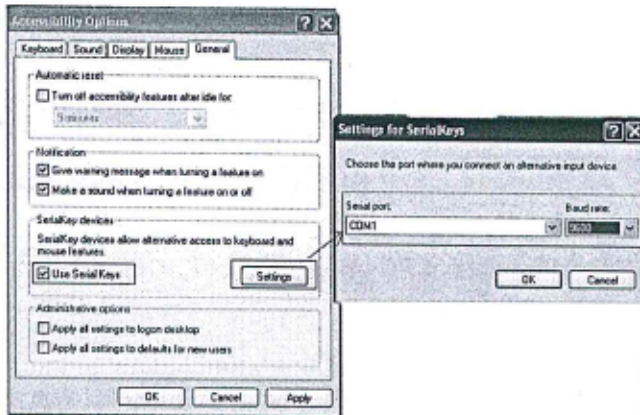 Accessibility Options
Keyboard Sound Display Mouse General
Automatic reset
Turn off accessibility features after idle for:
5 minutes
Notification
Give warning message when turning a feature on
Make a sound when turning a feature on or off
SerialKey devices
SerialKey devices allow alternative access to keyboard and
mouse features.
Use Serial Keys
Settings
Administrative options
Apply all settings to logon desktop
Apply all settings to defaults for new users
OK Cancel Apply
Settings for SerialKeys
Choose the port where you connect an alternative input device.
Serial port: Baud rate:
COM1 9600
OK Cancel